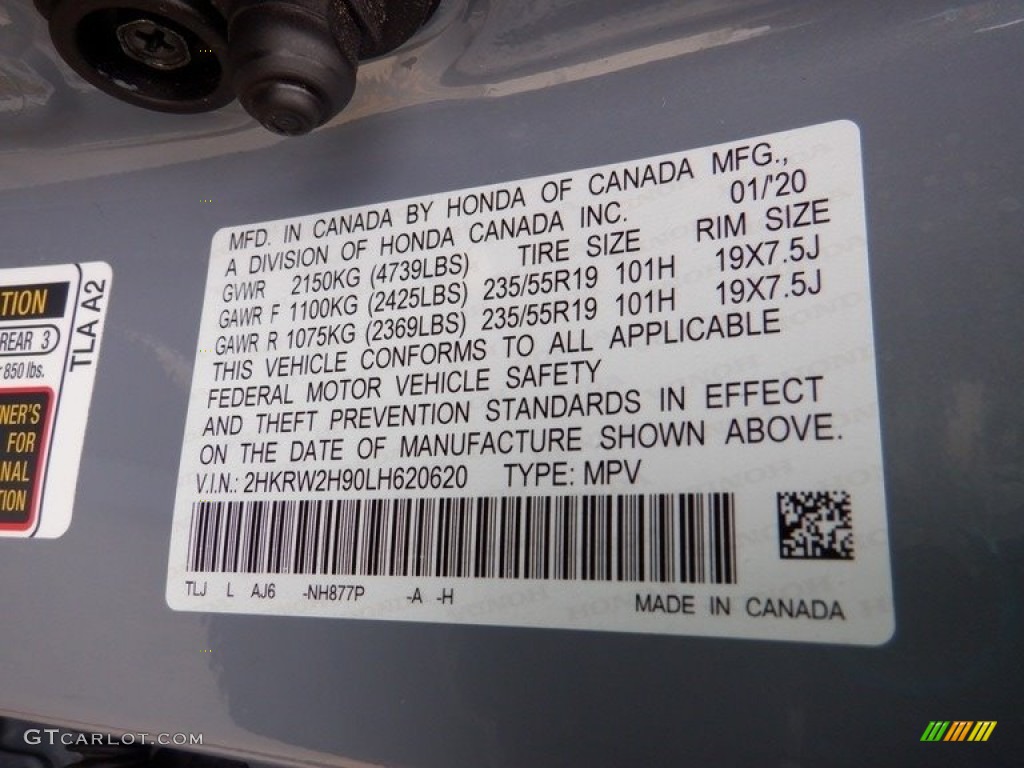 MFD. IN CANADA BY HONDA OF CANADA MFG.,
A DIVISION OF HONDA CANADA INC. 01/'20
GVWR 2150KG (4739LBS) TIRE SIZE RIM SIZE
GAWR F 1100KG (2425LBS) 235/55R19 101H 19X7.5J
GAWR R 1075KG (2369LBS) 235/55R19 101H 19X7.5J
THIS VEHICLE CONFORMS TO ALL APPLICABLE
FEDERAL MOTOR VEHICLE SAFETY
AND THEFT PREVENTION STANDARDS IN EFFECT
ON THE DATE OF MANUFACTURE SHOWN ABOVE.
V.I.N.: 2HKRW2H90LH620620 TYPE: MPV
TLJ L AJ6 -NH877P -A -H
MADE IN CANADA
TION
REAR 3
850 lbs.
TLA A2
NER'S
FOR
NAL
TION
GTCARLOT.COM